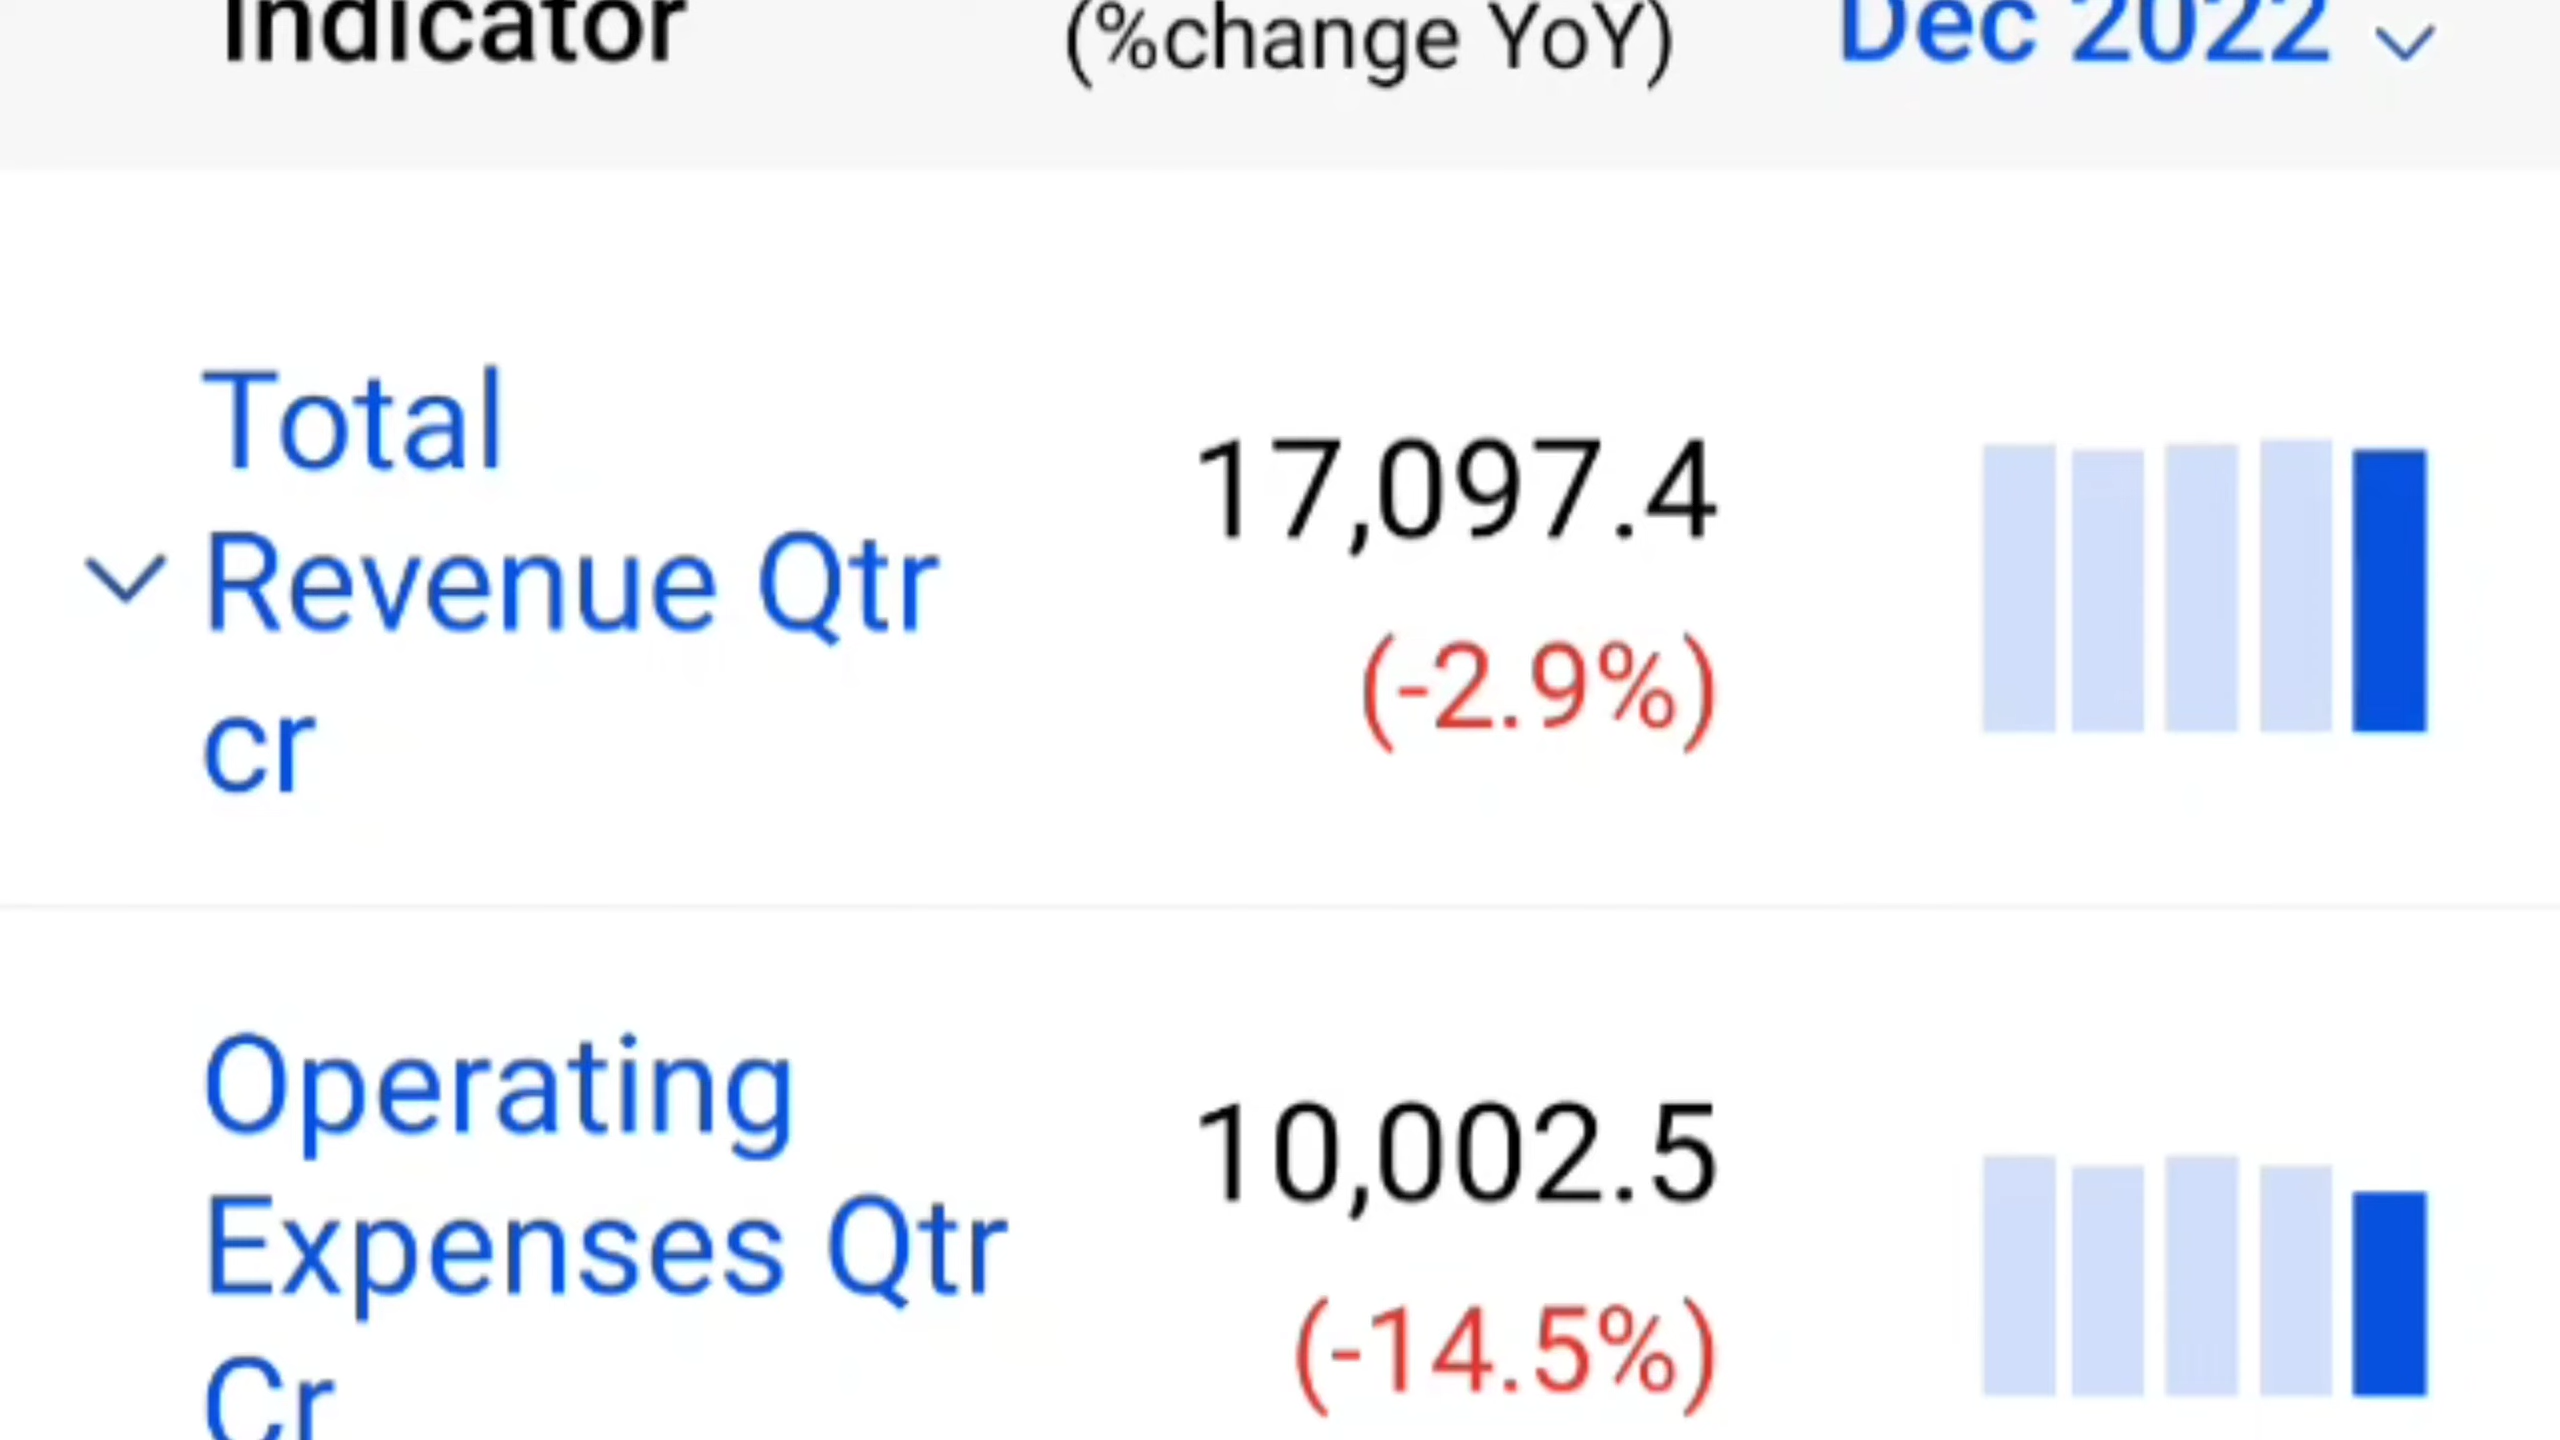 Indicator (%change YoY) Dec 2022
Total
Revenue Qtr
cr
17,097.4
(-2.9%)
Operating
Expenses Qtr
Cr
10,002.5
(-14.5%)